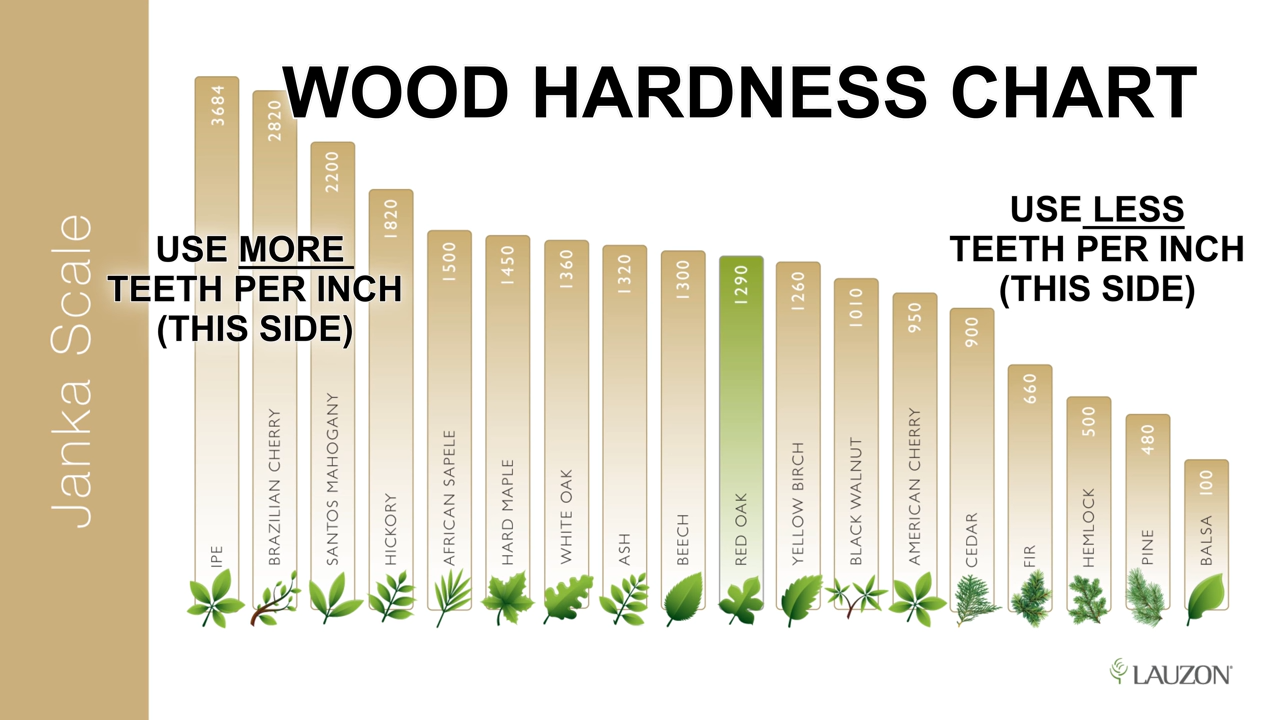 WOOD HARDNESS CHART
Janka Scale
USE MORE
TEETH PER INCH
(THIS SIDE)
USE LESS
TEETH PER INCH
(THIS SIDE)
3684
IPE
2820
BRAZILIAN CHERRY
2200
SANTOS MAHOGANY
1820
HICKORY
1500
AFRICAN SAPELE
1450
HARD MAPLE
1360
WHITE OAK
1320
ASH
1300
BEECH
1290
RED OAK
1260
YELLOW BIRCH
1010
BLACK WALNUT
950
AMERICAN CHERRY
900
CEDAR
660
FIR
500
HEMLOCK
480
PINE
100
BALSA
LAUZON